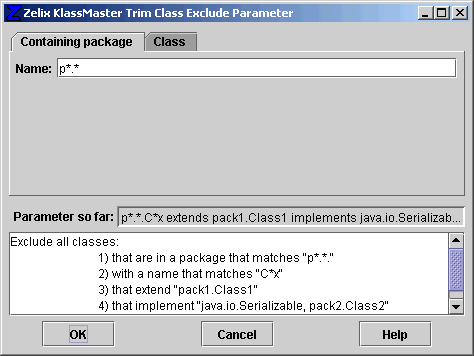 Zelix KlassMaster Trim Class Exclude Parameter
Containing package
Class
Name: p*.*
Parameter so far: p*.*.C*x extends pack1.Class1 implements java.io.Serializab...
Exclude all classes:
1) that are in a package that matches "p*.*."
2) with a name that matches "C*x"
3) that extend "pack1.Class1"
4) that implement "java.io.Serializable, pack2.Class2"
OK
Cancel
Help